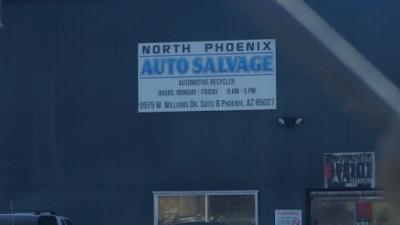 NORTH PHOENIX
AUTO SALVAGE
AUTOMOTIVE RECYCLER
HOURS: MONDAY - FRIDAY 8 AM - 5 PM
W. WILLIAMS DR. SUITE B PHOENIX, AZ 85027